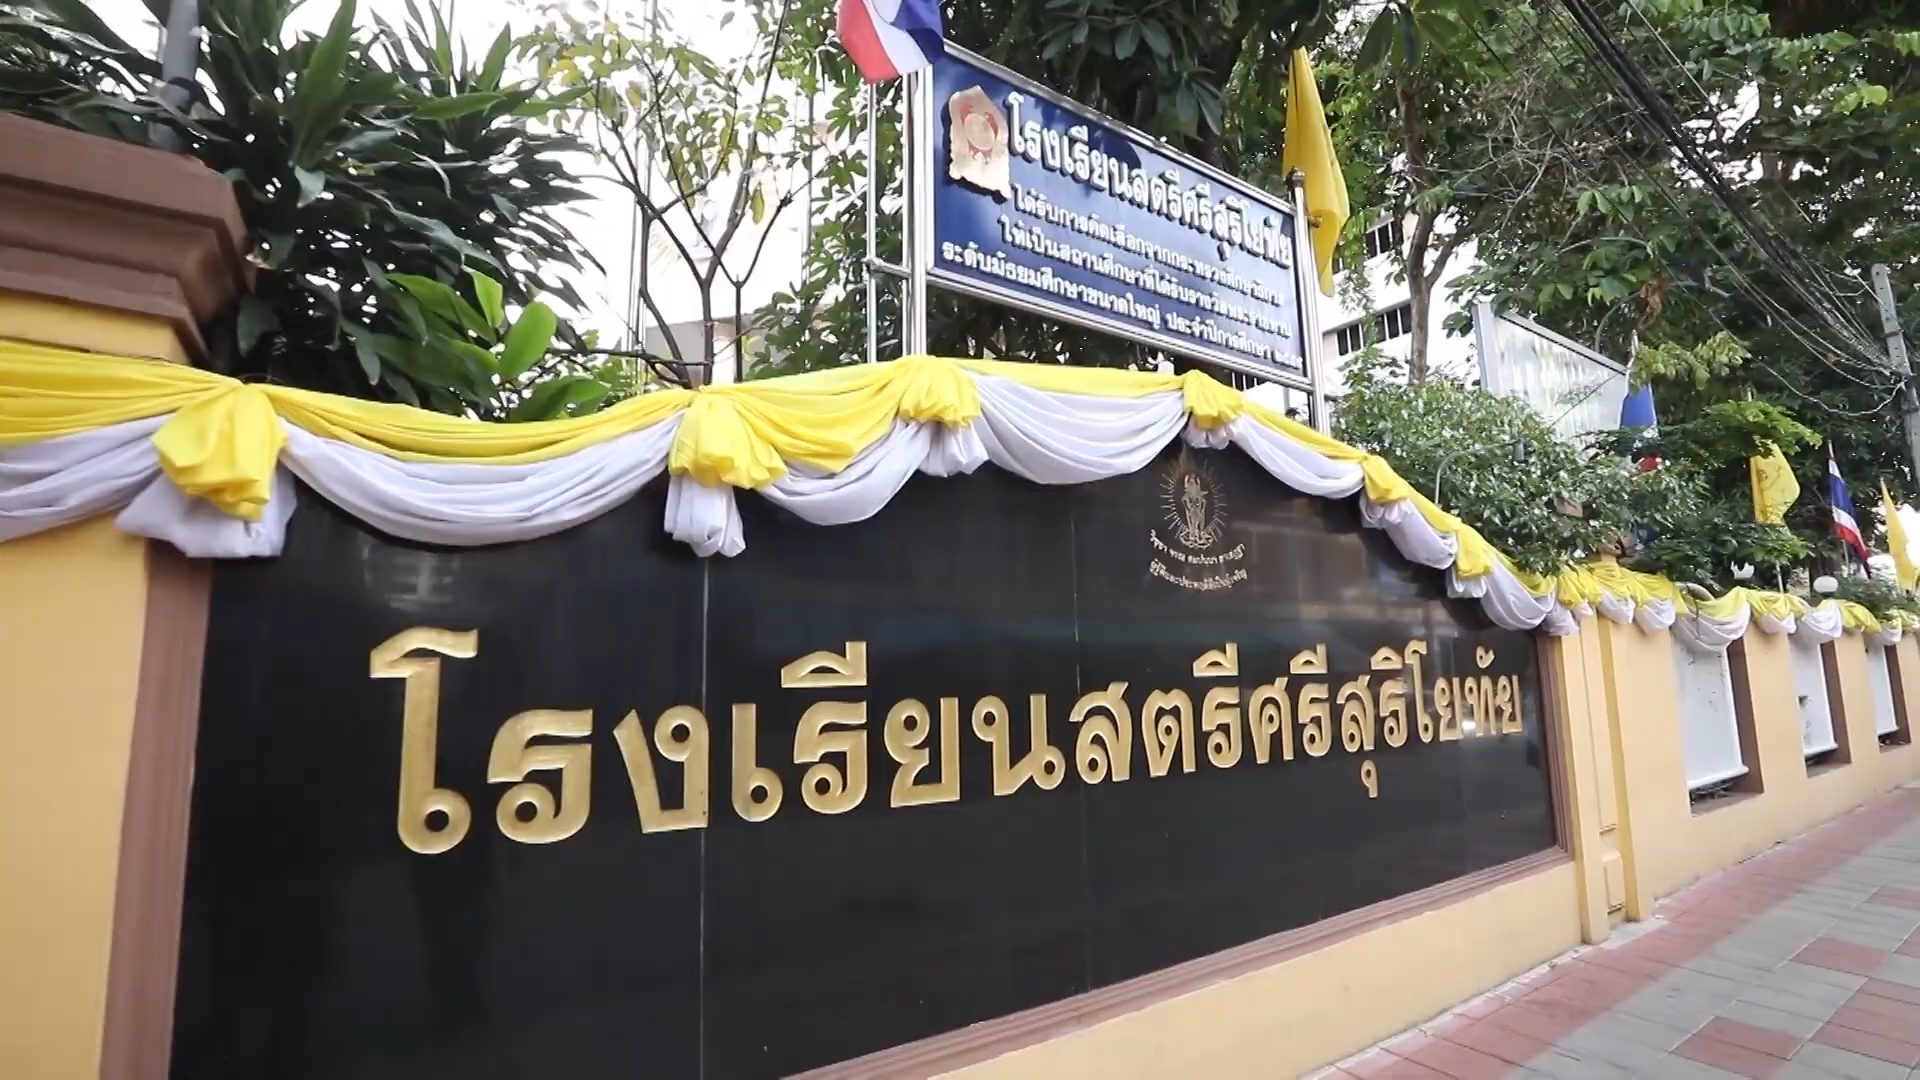 โรงเรียนสตรีศรีสุริโยทัย
ได้รับการคัดเลือกจากกระทรวงศึกษาธิการ
ให้เป็นสถานศึกษาที่ได้รับรางวัลพระราชทาน
ระดับมัธยมศึกษาขนาดใหญ่ ประจำปีการศึกษา
โรงเรียนสตรีศรีสุริโยทัย